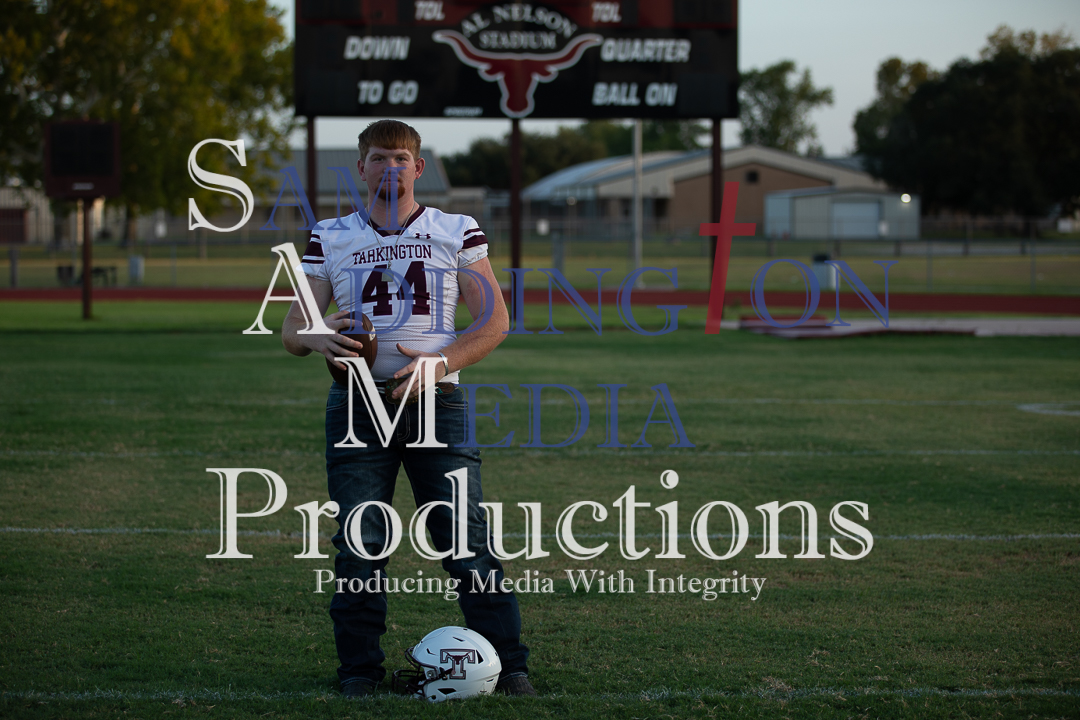 TOL TOL
AL NELSON
STADIUM
DOWN QUARTER
TO GO BALL ON
SAM
TARKINGTON
44
ADDINGTON
MEDIA
Productions
Producing Media With Integrity
T